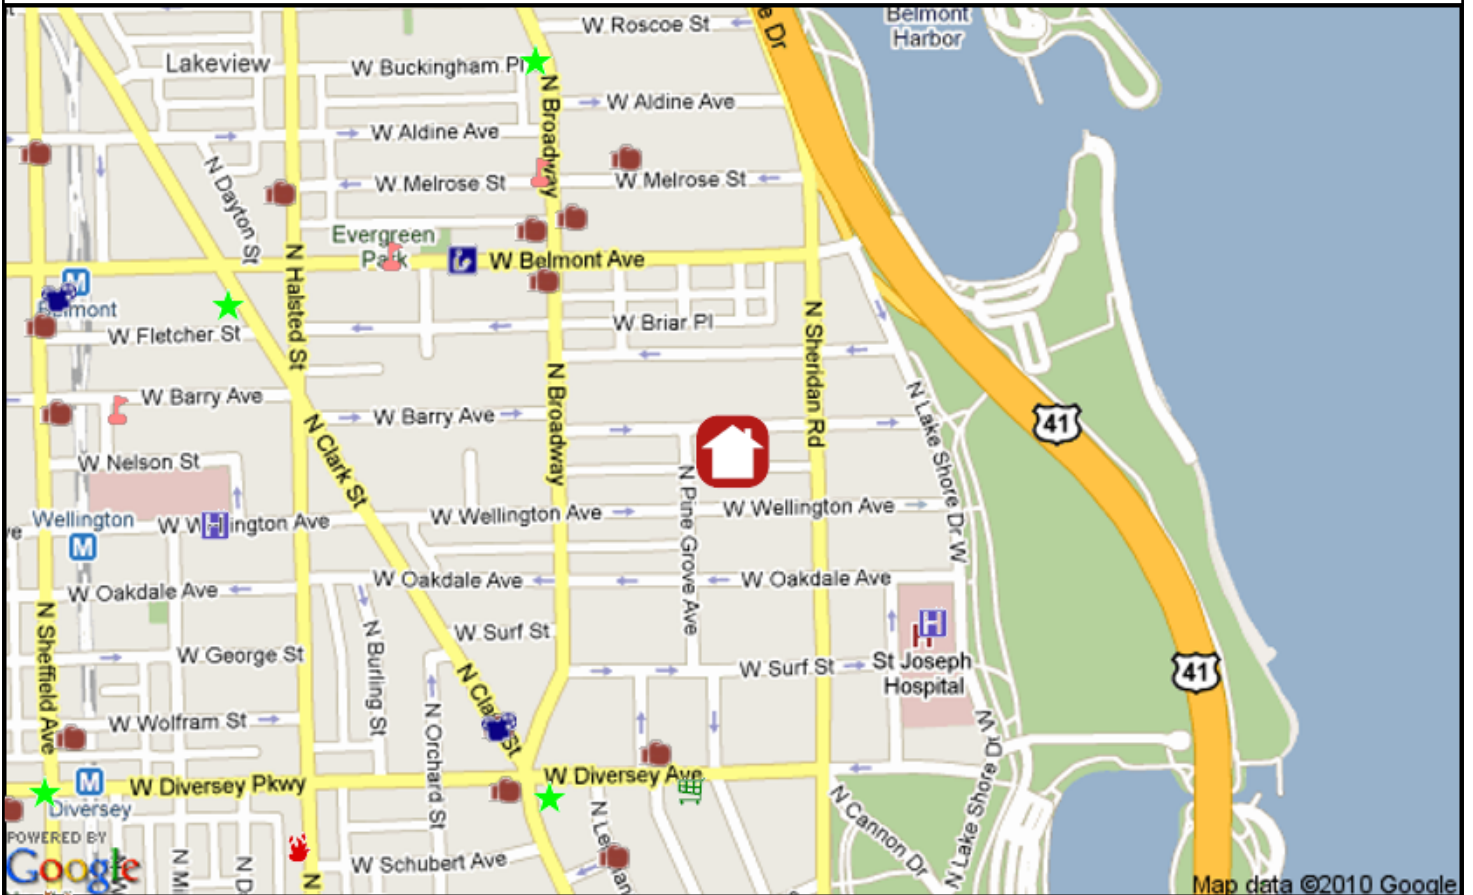 Belmont
Harbor
e Dr
W Roscoe St
Lakeview
W Buckingham Pl
N Broadway
W Aldine Ave
W Aldine Ave
N Dayton St
W Melrose St
W Melrose St
Evergreen
Park
W Belmont Ave
N Halsted St
M
Belmont
W Fletcher St
W Briar Pl
N Sheridan Rd
W Barry Ave
W Barry Ave
N Broadway
N Lake Shore Dr W
41
N Clark St
W Nelson St
N Pine Grove Ave
Wellington
M
H
W Wellington Ave
W Wellington Ave
W Wellington Ave
W Oakdale Ave
W Oakdale Ave
W Oakdale Ave
N Sheffield Ave
N Burling St
W Surf St
H
H
St Joseph
Hospital
W George St
W Surf St
41
N Clark St
W Wolfram St
N Orchard St
N Lake Shore Dr W
M
Diversey
W Diversey Pkwy
W Diversey Ave
N Cannon Dr
POWERED BY
Google
W Schubert Ave
N
Map data ©2010 Google